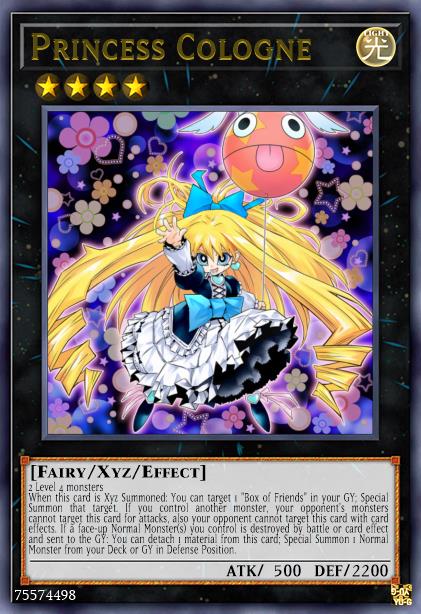 Princess Cologne
LIGHT
光
[Fairy/Xyz/Effect]
2 Level 4 monsters
When this card is Xyz Summoned: You can target 1 "Box of Friends" in your GY; Special
Summon that target. If you control another monster, your opponent's monsters
cannot target this card for attacks, also your opponent cannot target this card with card
effects. If a face-up Normal Monster(s) you control is destroyed by battle or card effect
and sent to the GY: You can detach 1 material from this card; Special Summon 1 Normal
Monster from your Deck or GY in Defense Position.
ATK/ 500 DEF/2200
75574498